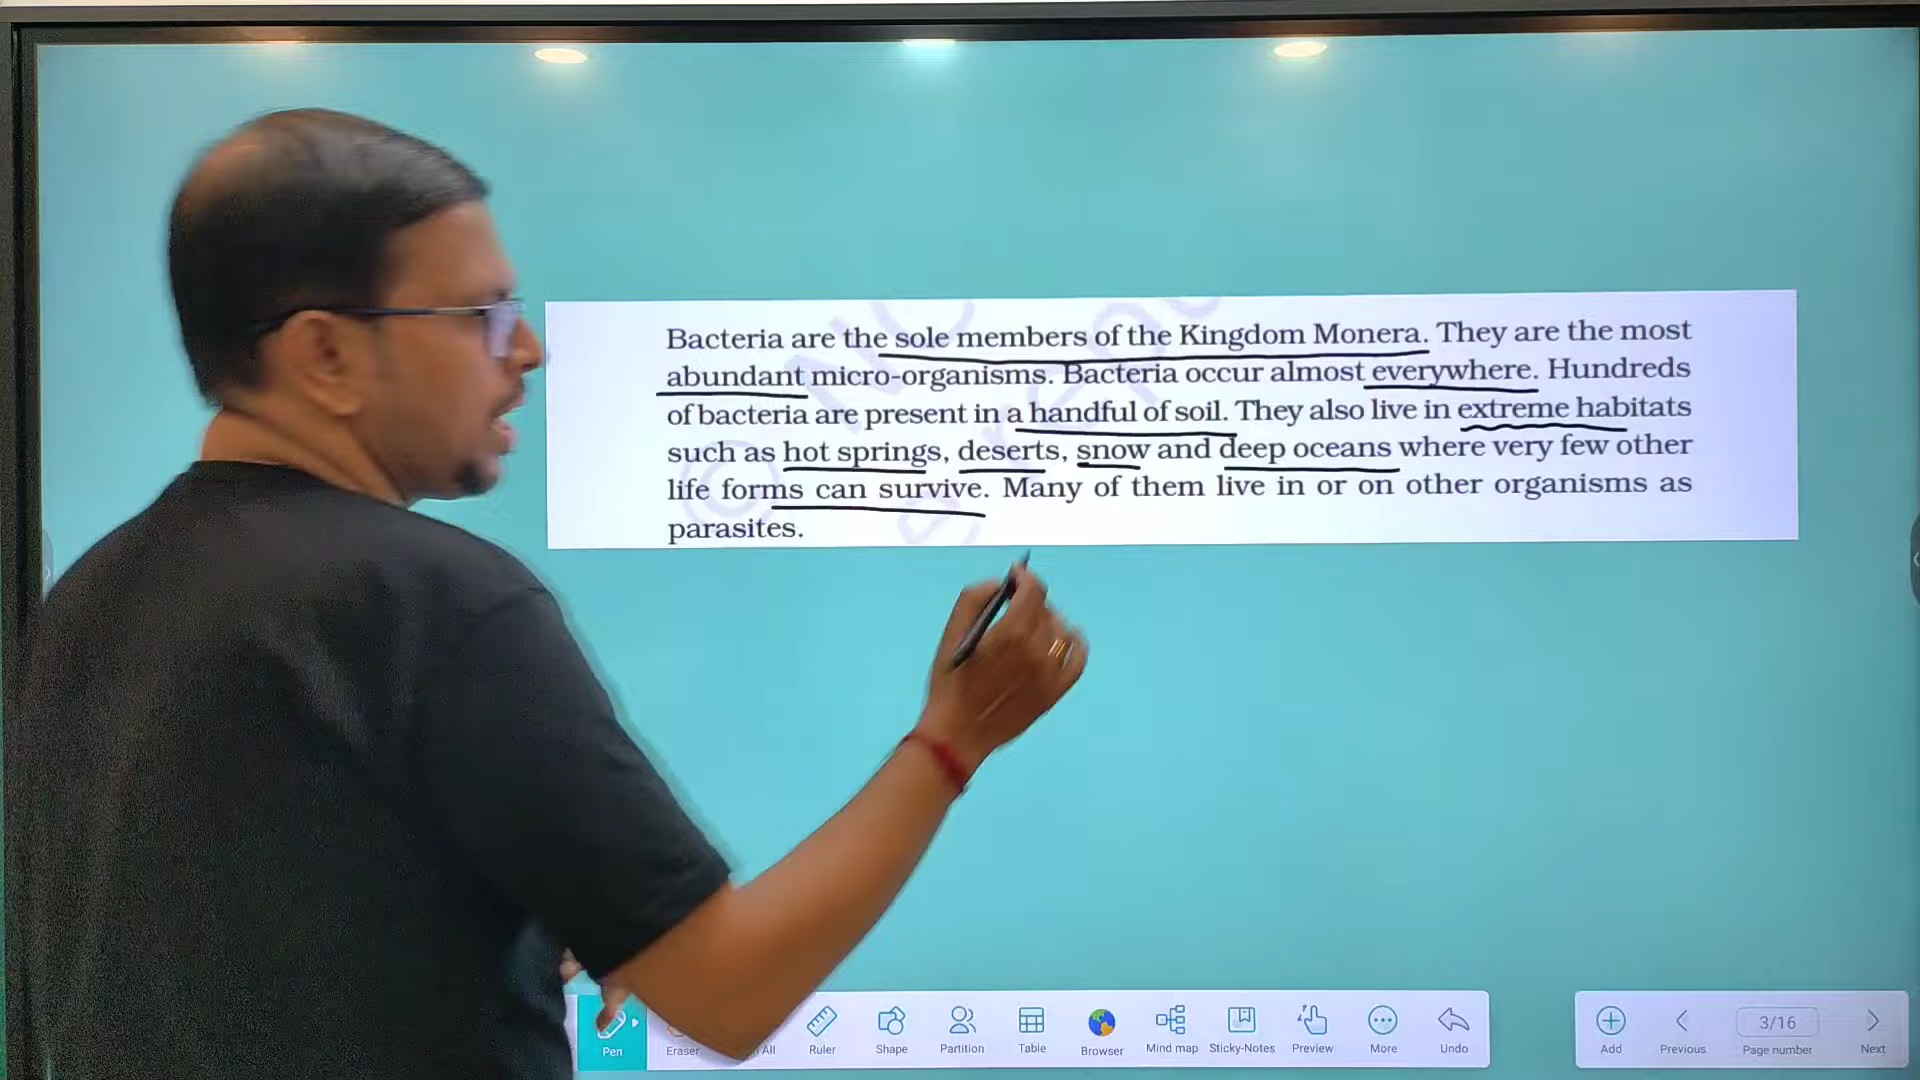 Bacteria are the sole members of the Kingdom Monera. They are the most
abundant micro-organisms. Bacteria occur almost everywhere. Hundreds
of bacteria are present in a handful of soil. They also live in extreme habitats
such as hot springs, deserts, snow and deep oceans where very few other
life forms can survive. Many of them live in or on other organisms as
parasites.
Pen Eraser All Ruler Shape Partition Table Browser Mind map Sticky-Notes Preview More Undo
Add Previous 3/16 Page number Next